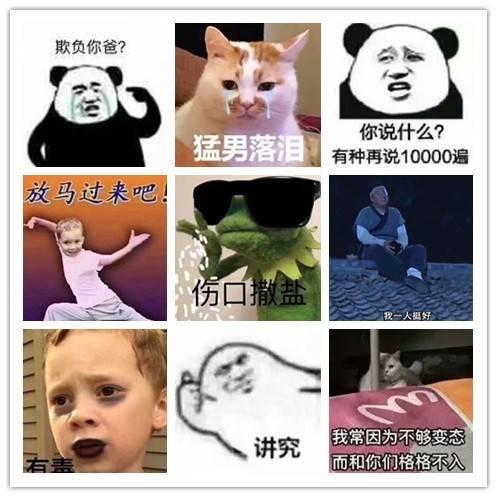 欺负你爸?
猛男落泪
你说什么?
有种再说10000遍
放马过来吧!
伤口撒盐
我一人挺好
有毒
讲究
我常因为不够变态
而和你们格格不入